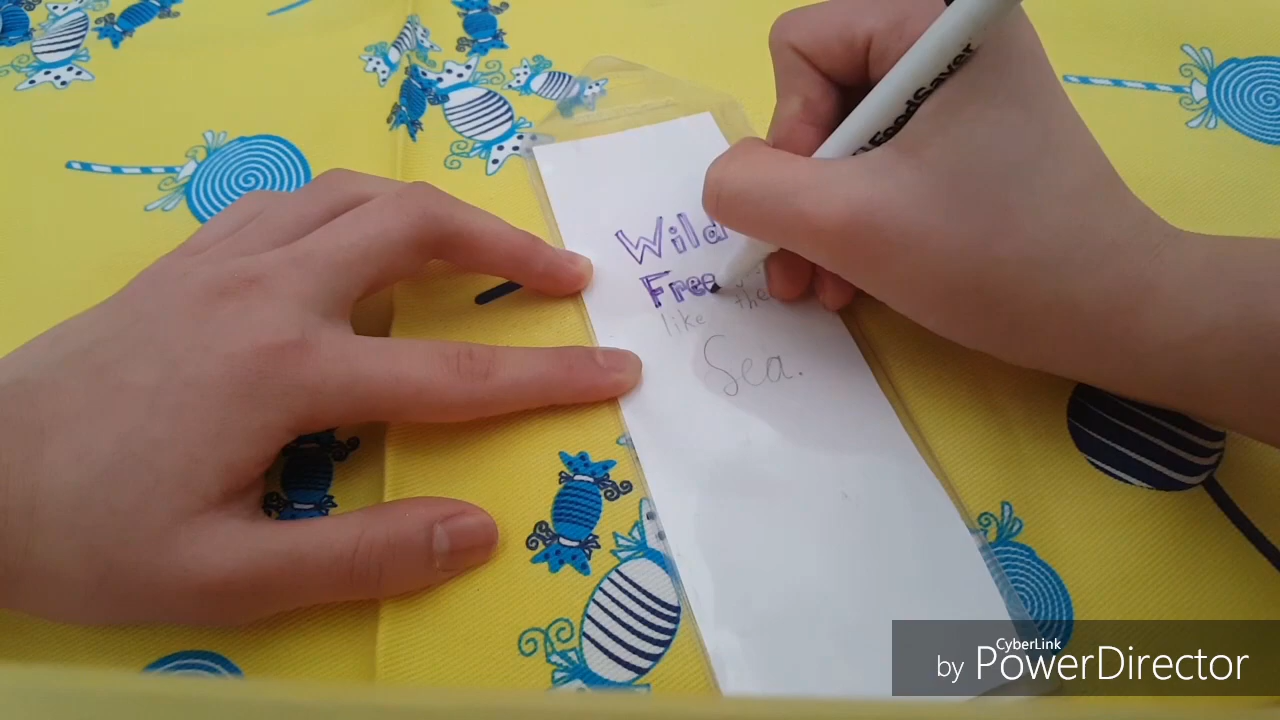 FoodSaver
Wild
Free
like the
Sea.
CyberLink
by PowerDirector